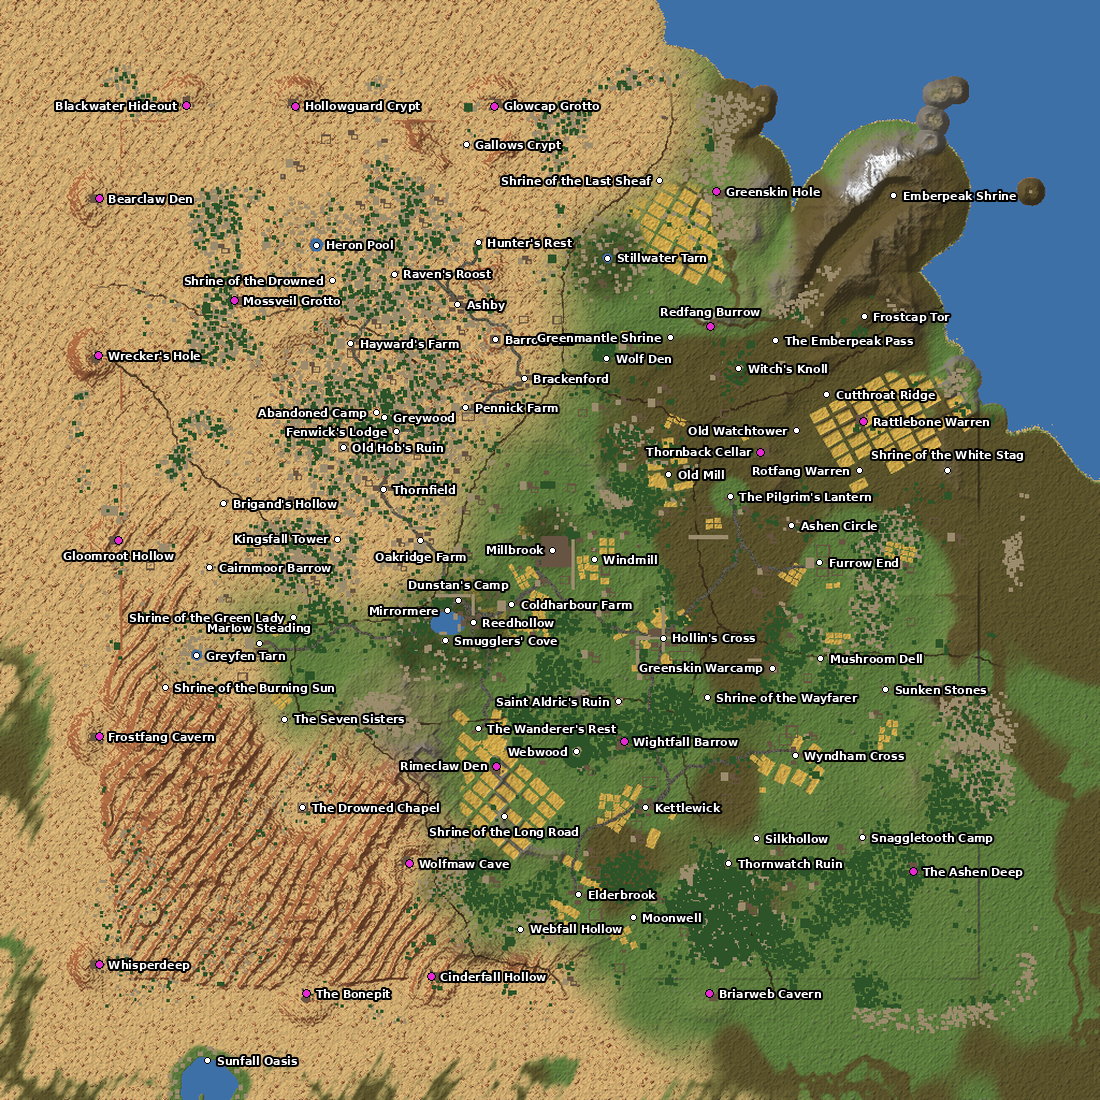 Blackwater Hideout
Hollowguard Crypt
Glowcap Grotto
Gallows Crypt
Shrine of the Last Sheaf
Greenskin Hole
Emberpeak Shrine
Bearclaw Den
Heron Pool
Hunter's Rest
Stillwater Tarn
Raven's Roost
Shrine of the Drowned
Mossveil Grotto
Ashby
Redfang Burrow
Frostcap Tor
Hayward's Farm
Greenmantle Shrine
The Emberpeak Pass
Wrecker's Hole
Wolf Den
Witch's Knoll
Brackenford
Cutthroat Ridge
Pennick Farm
Abandoned Camp
Greywood
Rattlebone Warren
Fenwick's Lodge
Old Watchtower
Old Hob's Ruin
Thornback Cellar
Shrine of the White Stag
Old Mill
Rotfang Warren
Thornfield
The Pilgrim's Lantern
Brigand's Hollow
Ashen Circle
Kingsfall Tower
Oakridge Farm
Gloomroot Hollow
Millbrook
Windmill
Furrow End
Cairnmoor Barrow
Dunstan's Camp
Coldharbour Farm
Mirrormere
Shrine of the Green Lady
Reedhollow
Marlow Steading
Smugglers' Cove
Hollin's Cross
Greyfen Tarn
Greenskin Warcamp
Mushroom Dell
Shrine of the Burning Sun
Sunken Stones
Saint Aldric's Ruin
Shrine of the Wayfarer
The Seven Sisters
The Wanderer's Rest
Frostfang Cavern
Wightfall Barrow
Webwood
Wyndham Cross
Rimeclaw Den
The Drowned Chapel
Kettlewick
Shrine of the Long Road
Silkhollow
Snaggletooth Camp
Wolfmaw Cave
Thornwatch Ruin
The Ashen Deep
Elderbrook
Moonwell
Webfall Hollow
Whisperdeep
Cinderfall Hollow
The Bonepit
Briarweb Cavern
Sunfall Oasis